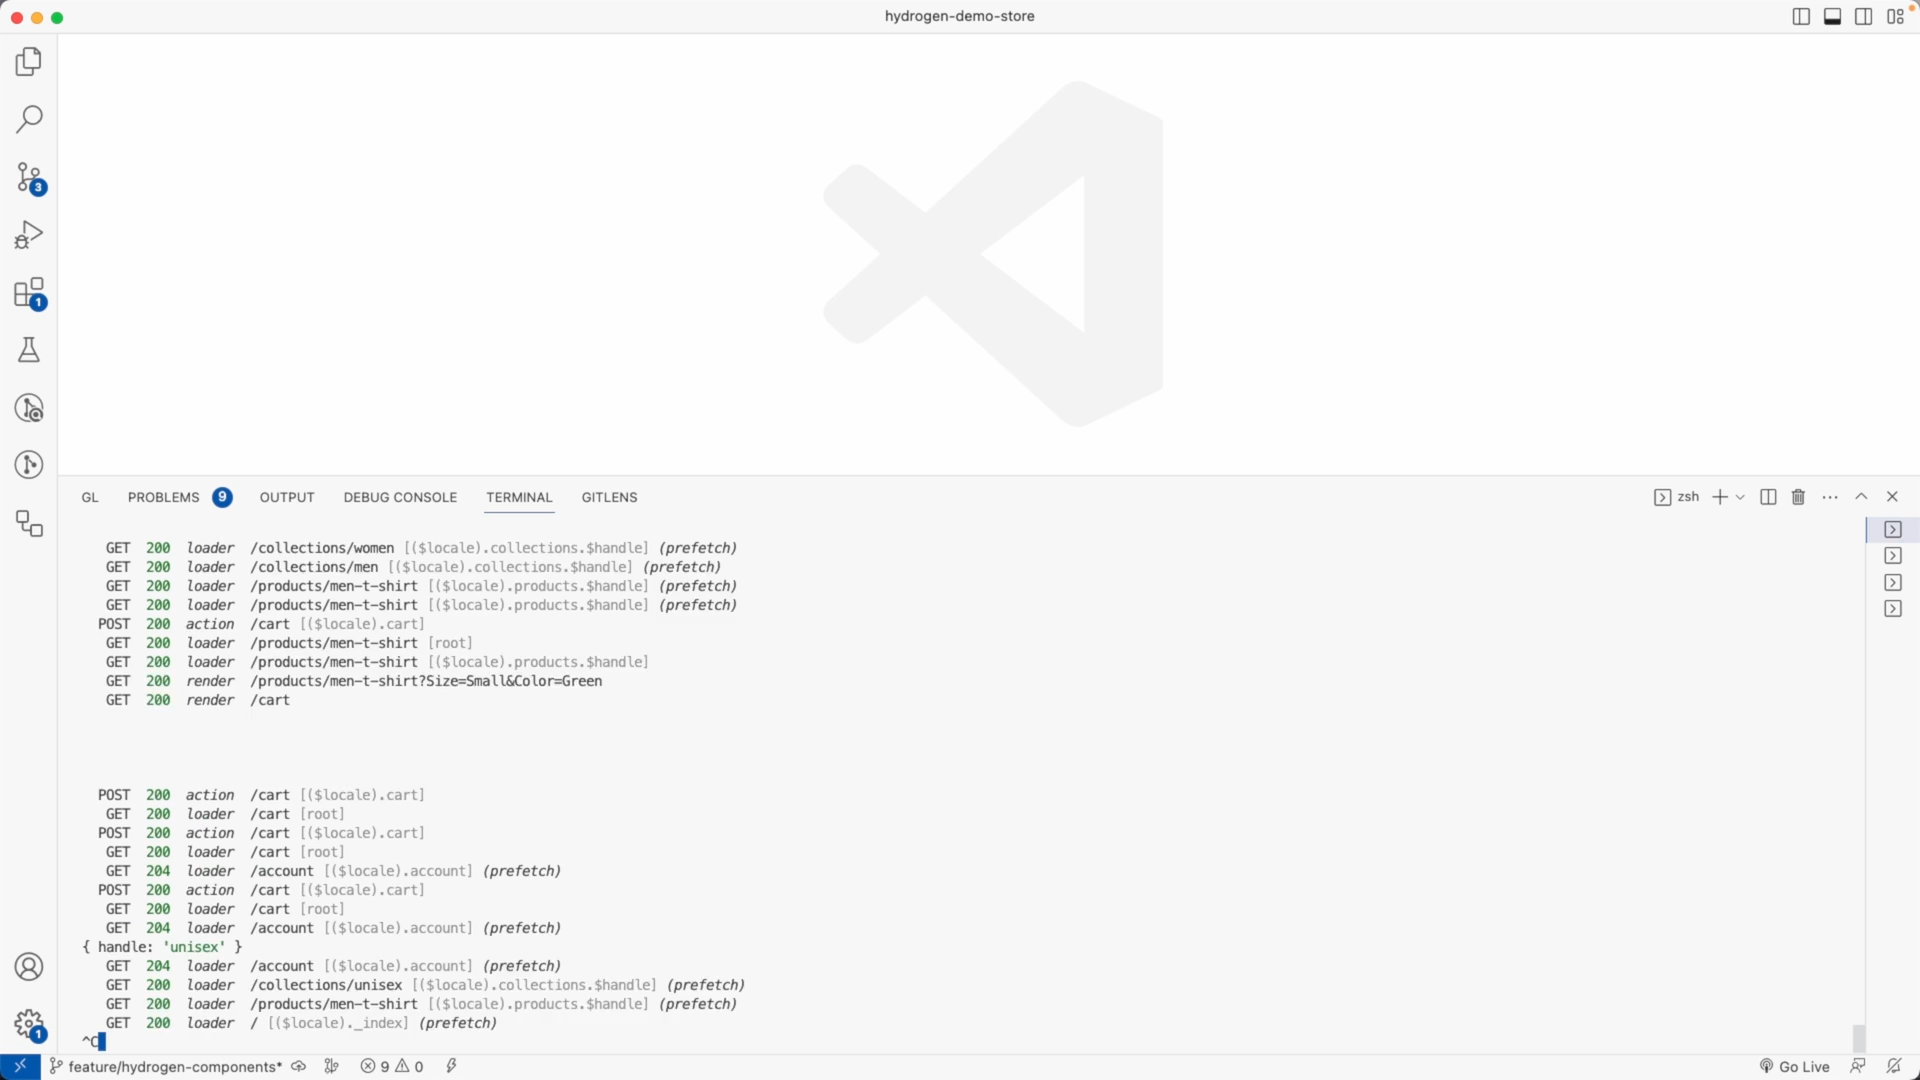 hydrogen-demo-store
3
1
GL PROBLEMS 9 OUTPUT DEBUG CONSOLE TERMINAL GITLENS zsh
GET 200 loader /collections/women [($locale).collections.$handle] (prefetch)
GET 200 loader /collections/men [($locale).collections.$handle] (prefetch)
GET 200 loader /products/men-t-shirt [($locale).products.$handle] (prefetch)
GET 200 loader /products/men-t-shirt [($locale).products.$handle] (prefetch)
POST 200 action /cart [($locale).cart]
GET 200 loader /products/men-t-shirt [root]
GET 200 loader /products/men-t-shirt [($locale).products.$handle]
GET 200 render /products/men-t-shirt?Size=Small&Color=Green
GET 200 render /cart
POST 200 action /cart [($locale).cart]
GET 200 loader /cart [root]
POST 200 action /cart [($locale).cart]
GET 200 loader /cart [root]
GET 204 loader /account [($locale).account] (prefetch)
POST 200 action /cart [($locale).cart]
GET 200 loader /cart [root]
GET 204 loader /account [($locale).account] (prefetch)
{ handle: 'unisex' }
GET 204 loader /account [($locale).account] (prefetch)
GET 200 loader /collections/unisex [($locale).collections.$handle] (prefetch)
GET 200 loader /products/men-t-shirt [($locale).products.$handle] (prefetch)
GET 200 loader / [($locale)._index] (prefetch)
^C
1
feature/hydrogen-components* 9 0 Go Live